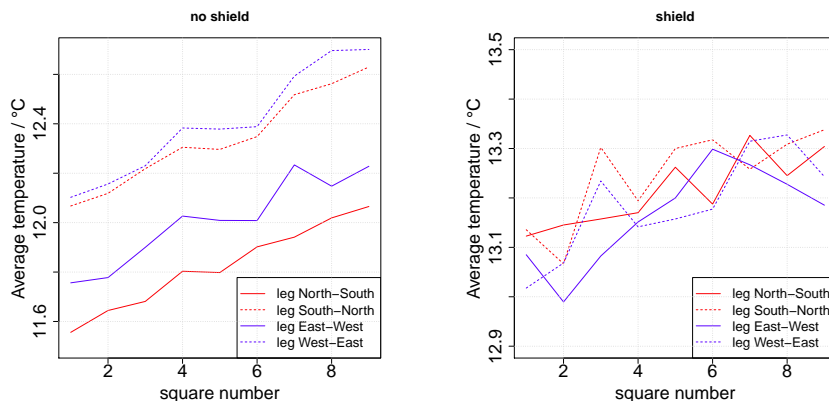 no shield
Average temperature / °C
11.6
12.0
12.4
2
4
6
8
square number
leg North−South
leg South−North
leg East−West
leg West−East
shield
Average temperature / °C
12.9
13.1
13.3
13.5
2
4
6
8
square number
leg North−South
leg South−North
leg East−West
leg West−East